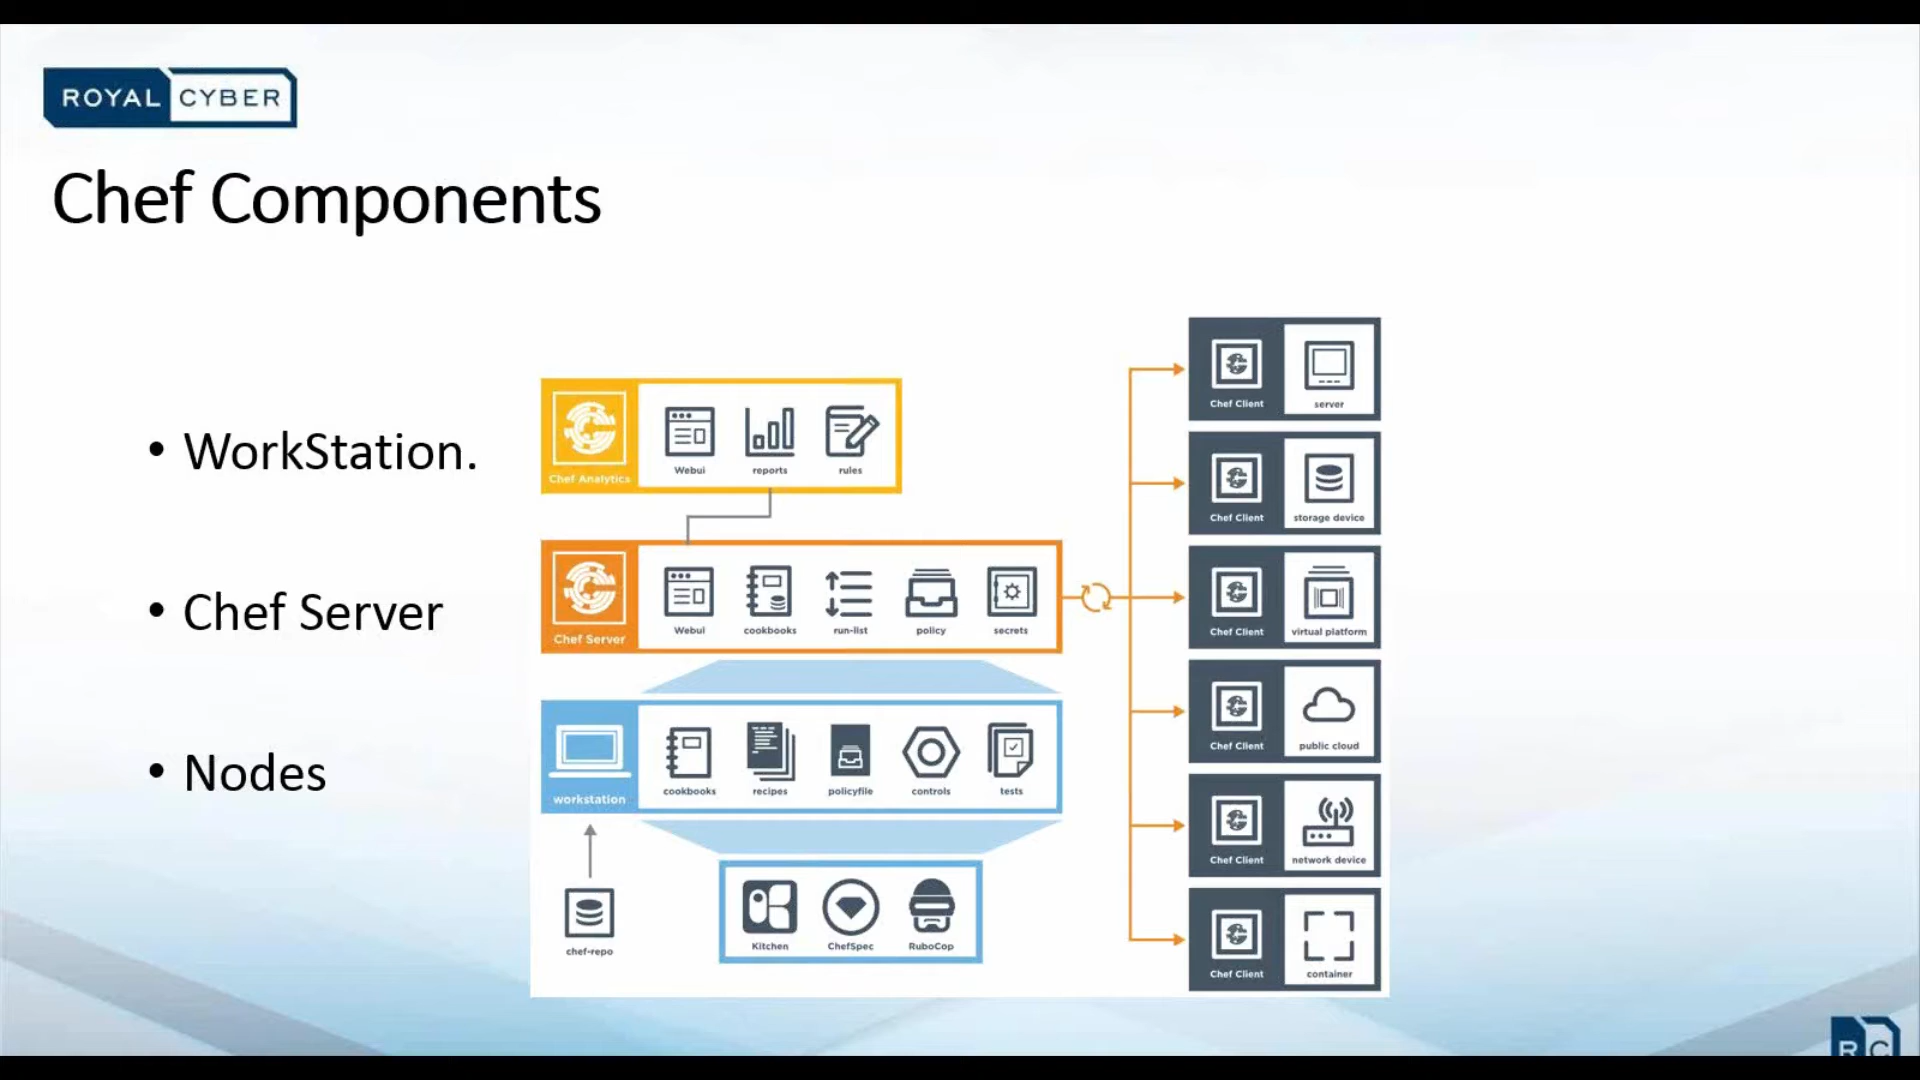 ROYAL CYBER
Chef Components
• WorkStation.
• Chef Server
• Nodes
Chef Analytics
Webui
reports
rules
Chef Server
Webui
cookbooks
run-list
policy
secrets
workstation
cookbooks
recipes
policyfile
controls
tests
chef-repo
Kitchen
ChefSpec
RuboCop
Chef Client
server
Chef Client
storage device
Chef Client
virtual platform
Chef Client
public cloud
Chef Client
network device
Chef Client
container
RC